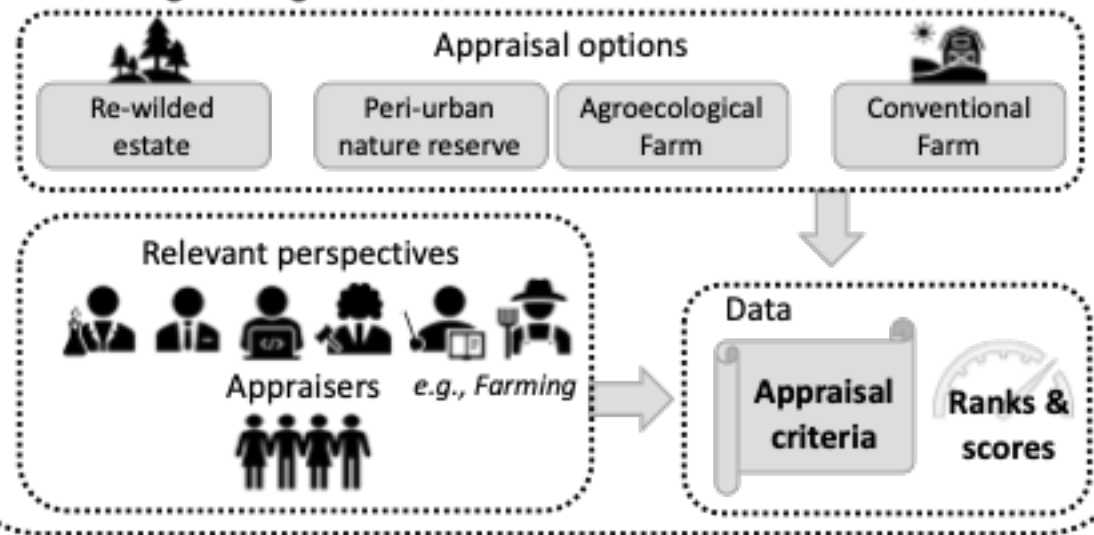 Appraisal options
Re-wilded
estate
Peri-urban
nature reserve
Agroecological
Farm
Conventional
Farm
Relevant perspectives
</>
Appraisers
e.g., Farming
Data
Appraisal
criteria
Ranks &
scores